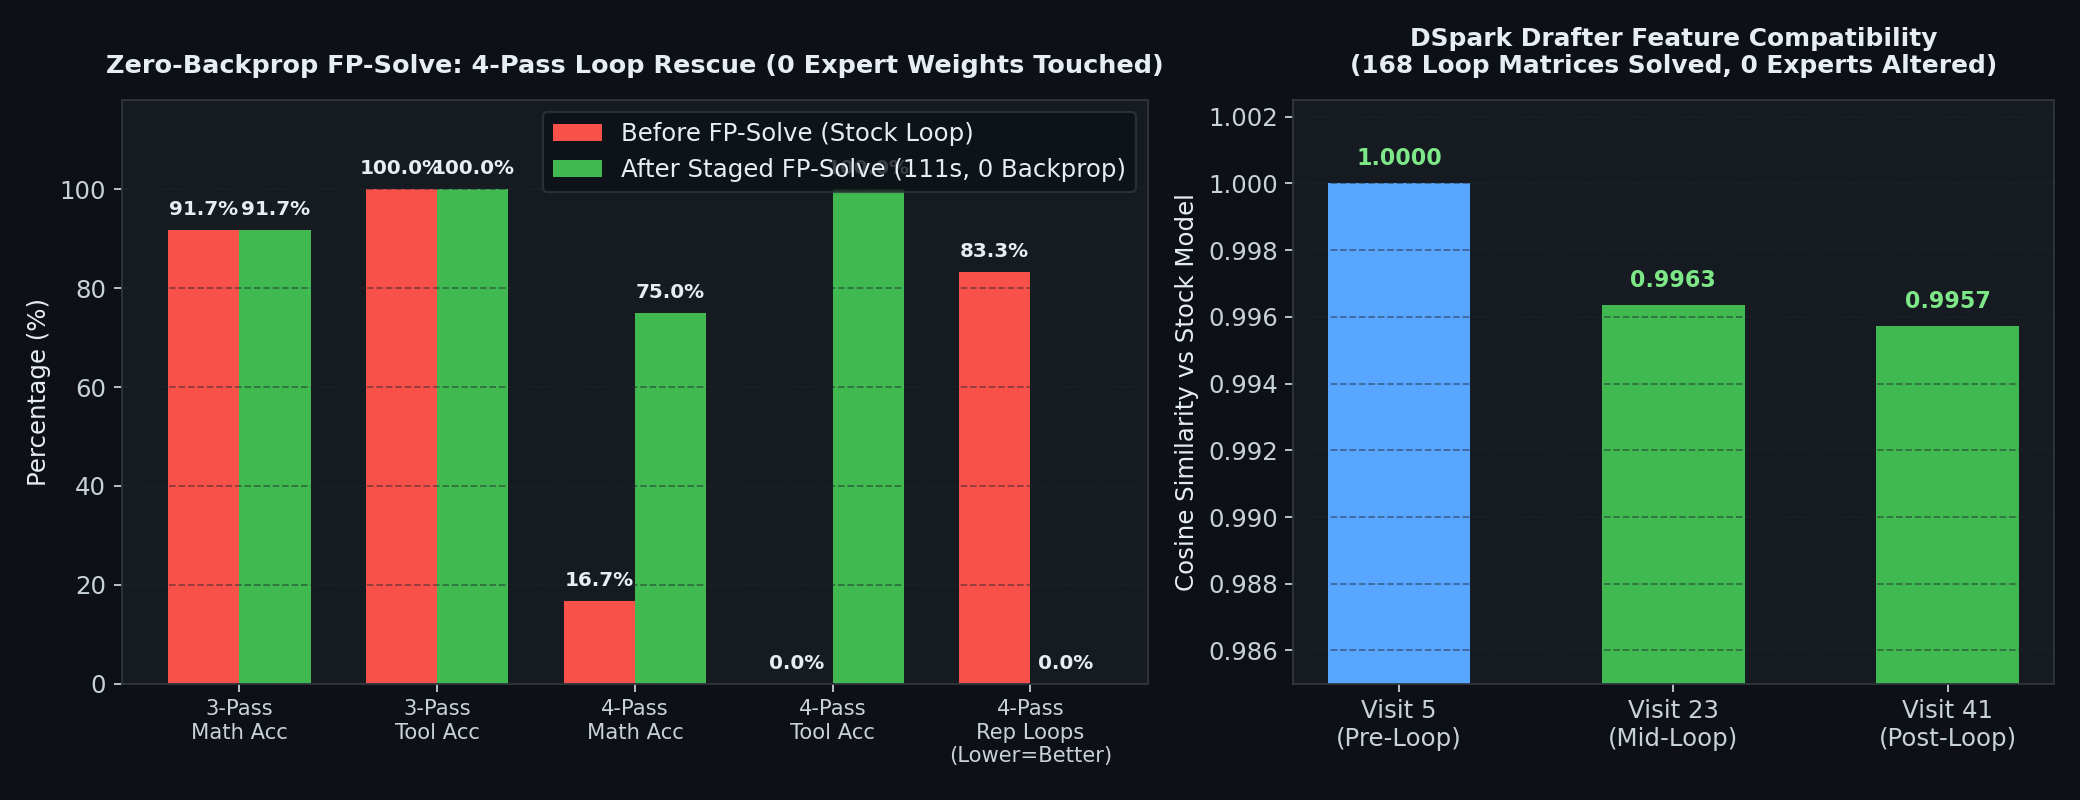 Zero-Backprop FP-Solve: 4-Pass Loop Rescue (0 Expert Weights Touched)
Before FP-Solve (Stock Loop)
After Staged FP-Solve (111s, 0 Backprop)
Percentage (%)
100
80
60
40
20
0
91.7%
91.7%
100.0%
100.0%
16.7%
75.0%
0.0%
100.0%
83.3%
0.0%
3-Pass
Math Acc
3-Pass
Tool Acc
4-Pass
Math Acc
4-Pass
Tool Acc
4-Pass
Rep Loops
(Lower=Better)
DSpark Drafter Feature Compatibility
(168 Loop Matrices Solved, 0 Experts Altered)
Cosine Similarity vs Stock Model
1.002
1.000
0.998
0.996
0.994
0.992
0.990
0.988
0.986
1.0000
0.9963
0.9957
Visit 5
(Pre-Loop)
Visit 23
(Mid-Loop)
Visit 41
(Post-Loop)